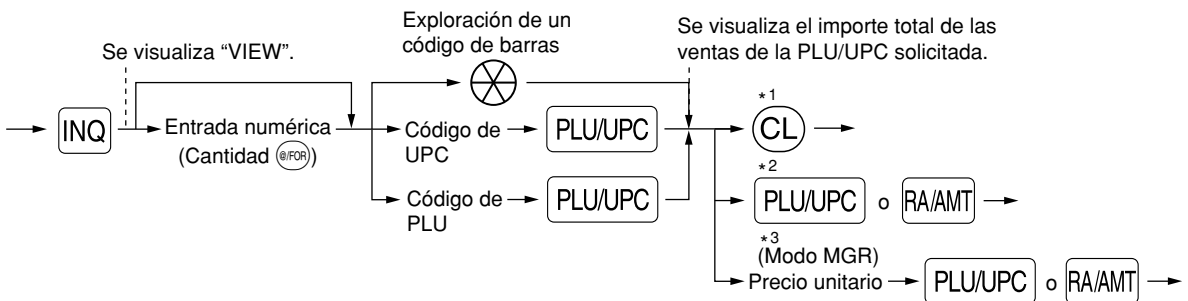 Exploración de un
código de barras
Se visualiza el importe total de las
ventas de la PLU/UPC solicitada.
Se visualiza “VIEW”.
INQ
Entrada numérica
(Cantidad @/FOR)
Código de
UPC
PLU/UPC
Código de
PLU
PLU/UPC
*1
CL
*2
PLU/UPC o RA/AMT
*3
(Modo MGR)
Precio unitario PLU/UPC o RA/AMT